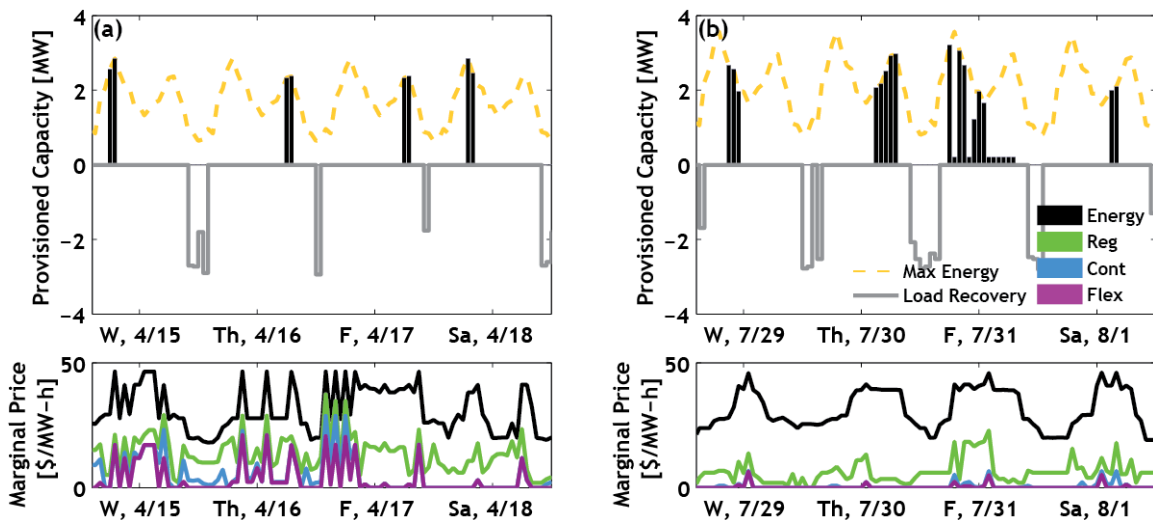 (a)
Provisioned Capacity [MW]
4
2
0
−2
−4
W, 4/15
Th, 4/16
F, 4/17
Sa, 4/18
(b)
Provisioned Capacity [MW]
4
2
0
−2
−4
Energy
Reg
Cont
Flex
Max Energy
Load Recovery
W, 7/29
Th, 7/30
F, 7/31
Sa, 8/1
Marginal Price
[$/MW−h]
50
0
W, 4/15
Th, 4/16
F, 4/17
Sa, 4/18
Marginal Price
[$/MW−h]
50
0
W, 7/29
Th, 7/30
F, 7/31
Sa, 8/1